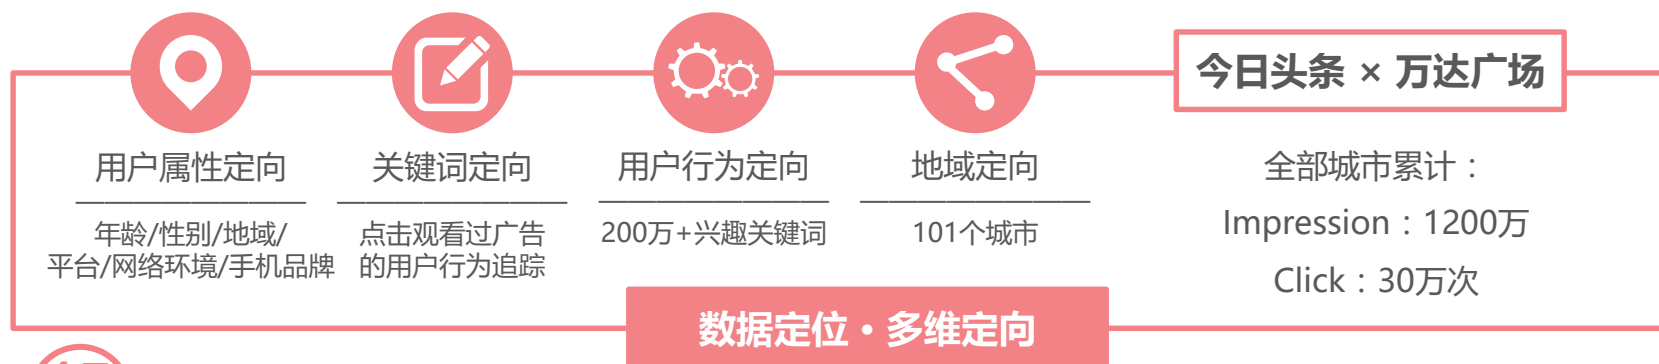 今日头条 × 万达广场
用户属性定向
年龄/性别/地域/
平台/网络环境/手机品牌
关键词定向
点击观看过广告
的用户行为追踪
用户行为定向
200万+兴趣关键词
地域定向
101个城市
全部城市累计：
Impression：1200万
Click：30万次
数据定位·多维定向